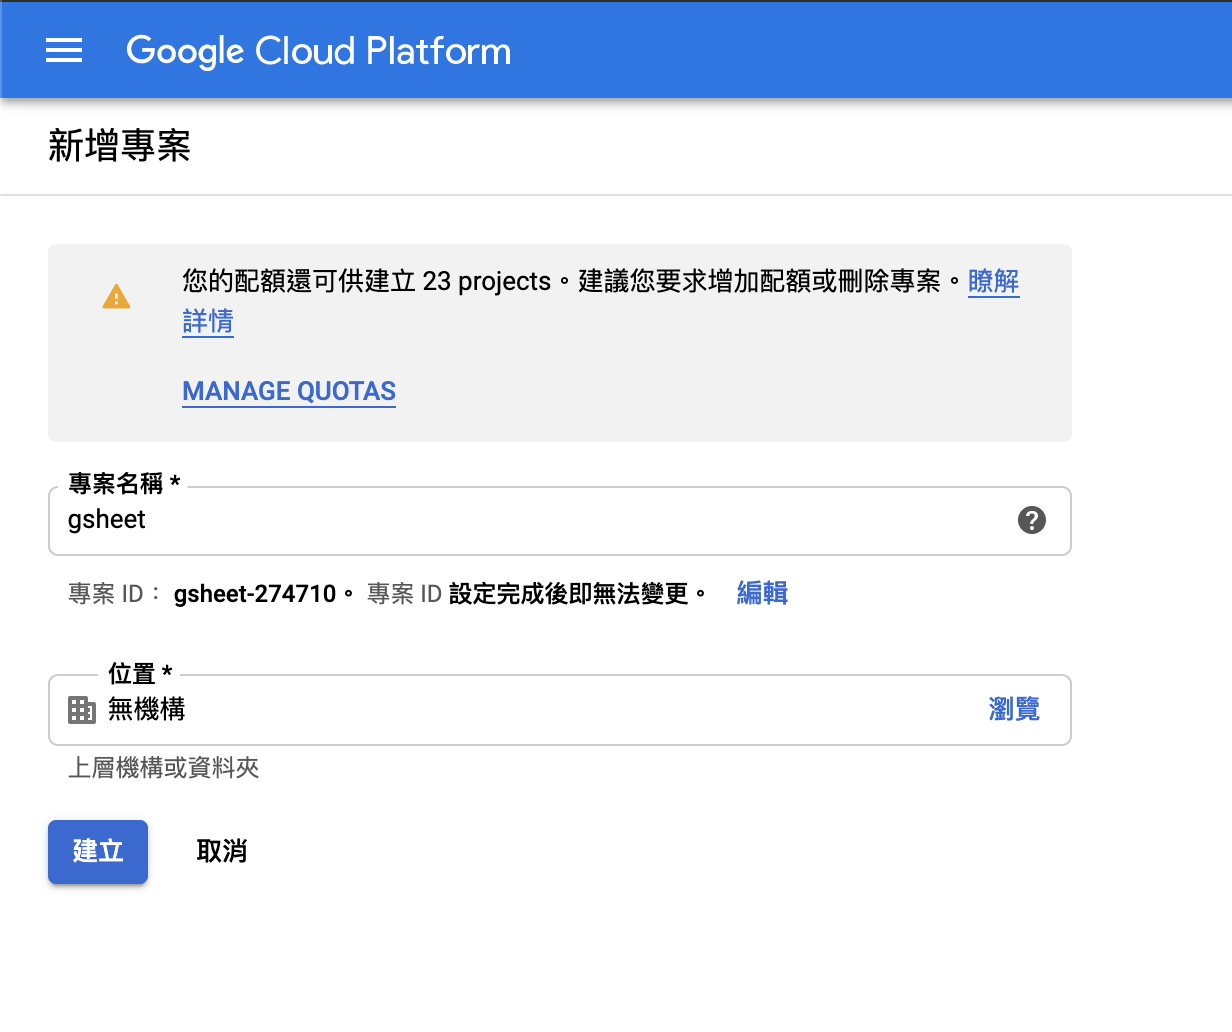 Google Cloud Platform
新增專案
您的配額還可供建立 23 projects。建議您要求增加配額或刪除專案。瞭解
詳情
MANAGE QUOTAS
專案名稱 *
gsheet
專案 ID： gsheet-274710。 專案 ID 設定完成後即無法變更。 編輯
位置 *
無機構 瀏覽
上層機構或資料夾
建立 取消